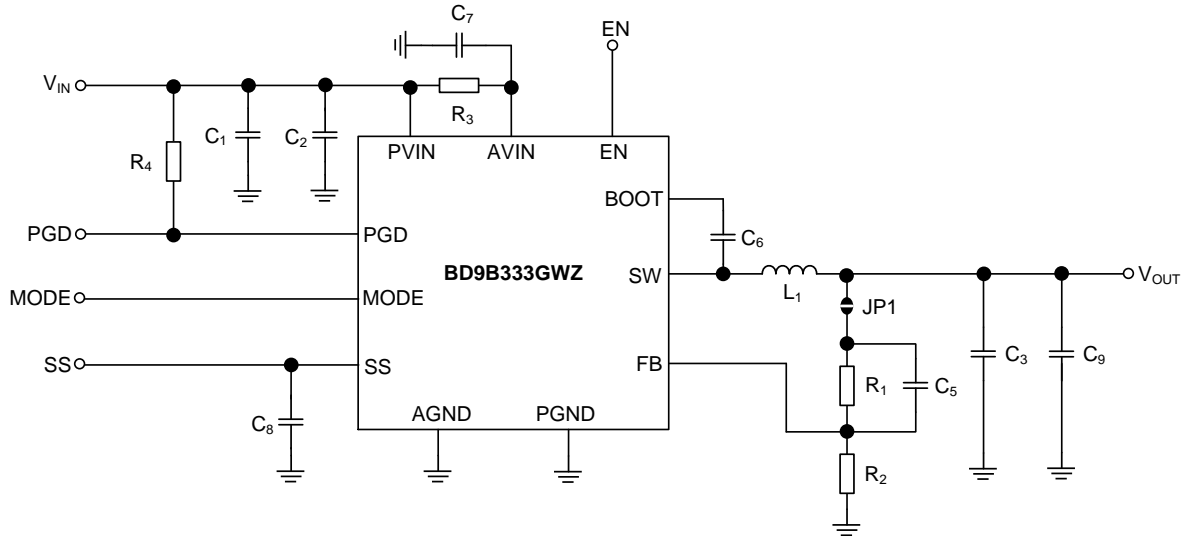 C7
EN
VIN
R3
C1
C2
R4
PVIN
AVIN
EN
BOOT
PGD
PGD
C6
BD9B333GWZ
SW
VOUT
L1
MODE
MODE
JP1
SS
SS
FB
R1
C5
C3
C9
C8
AGND
PGND
R2